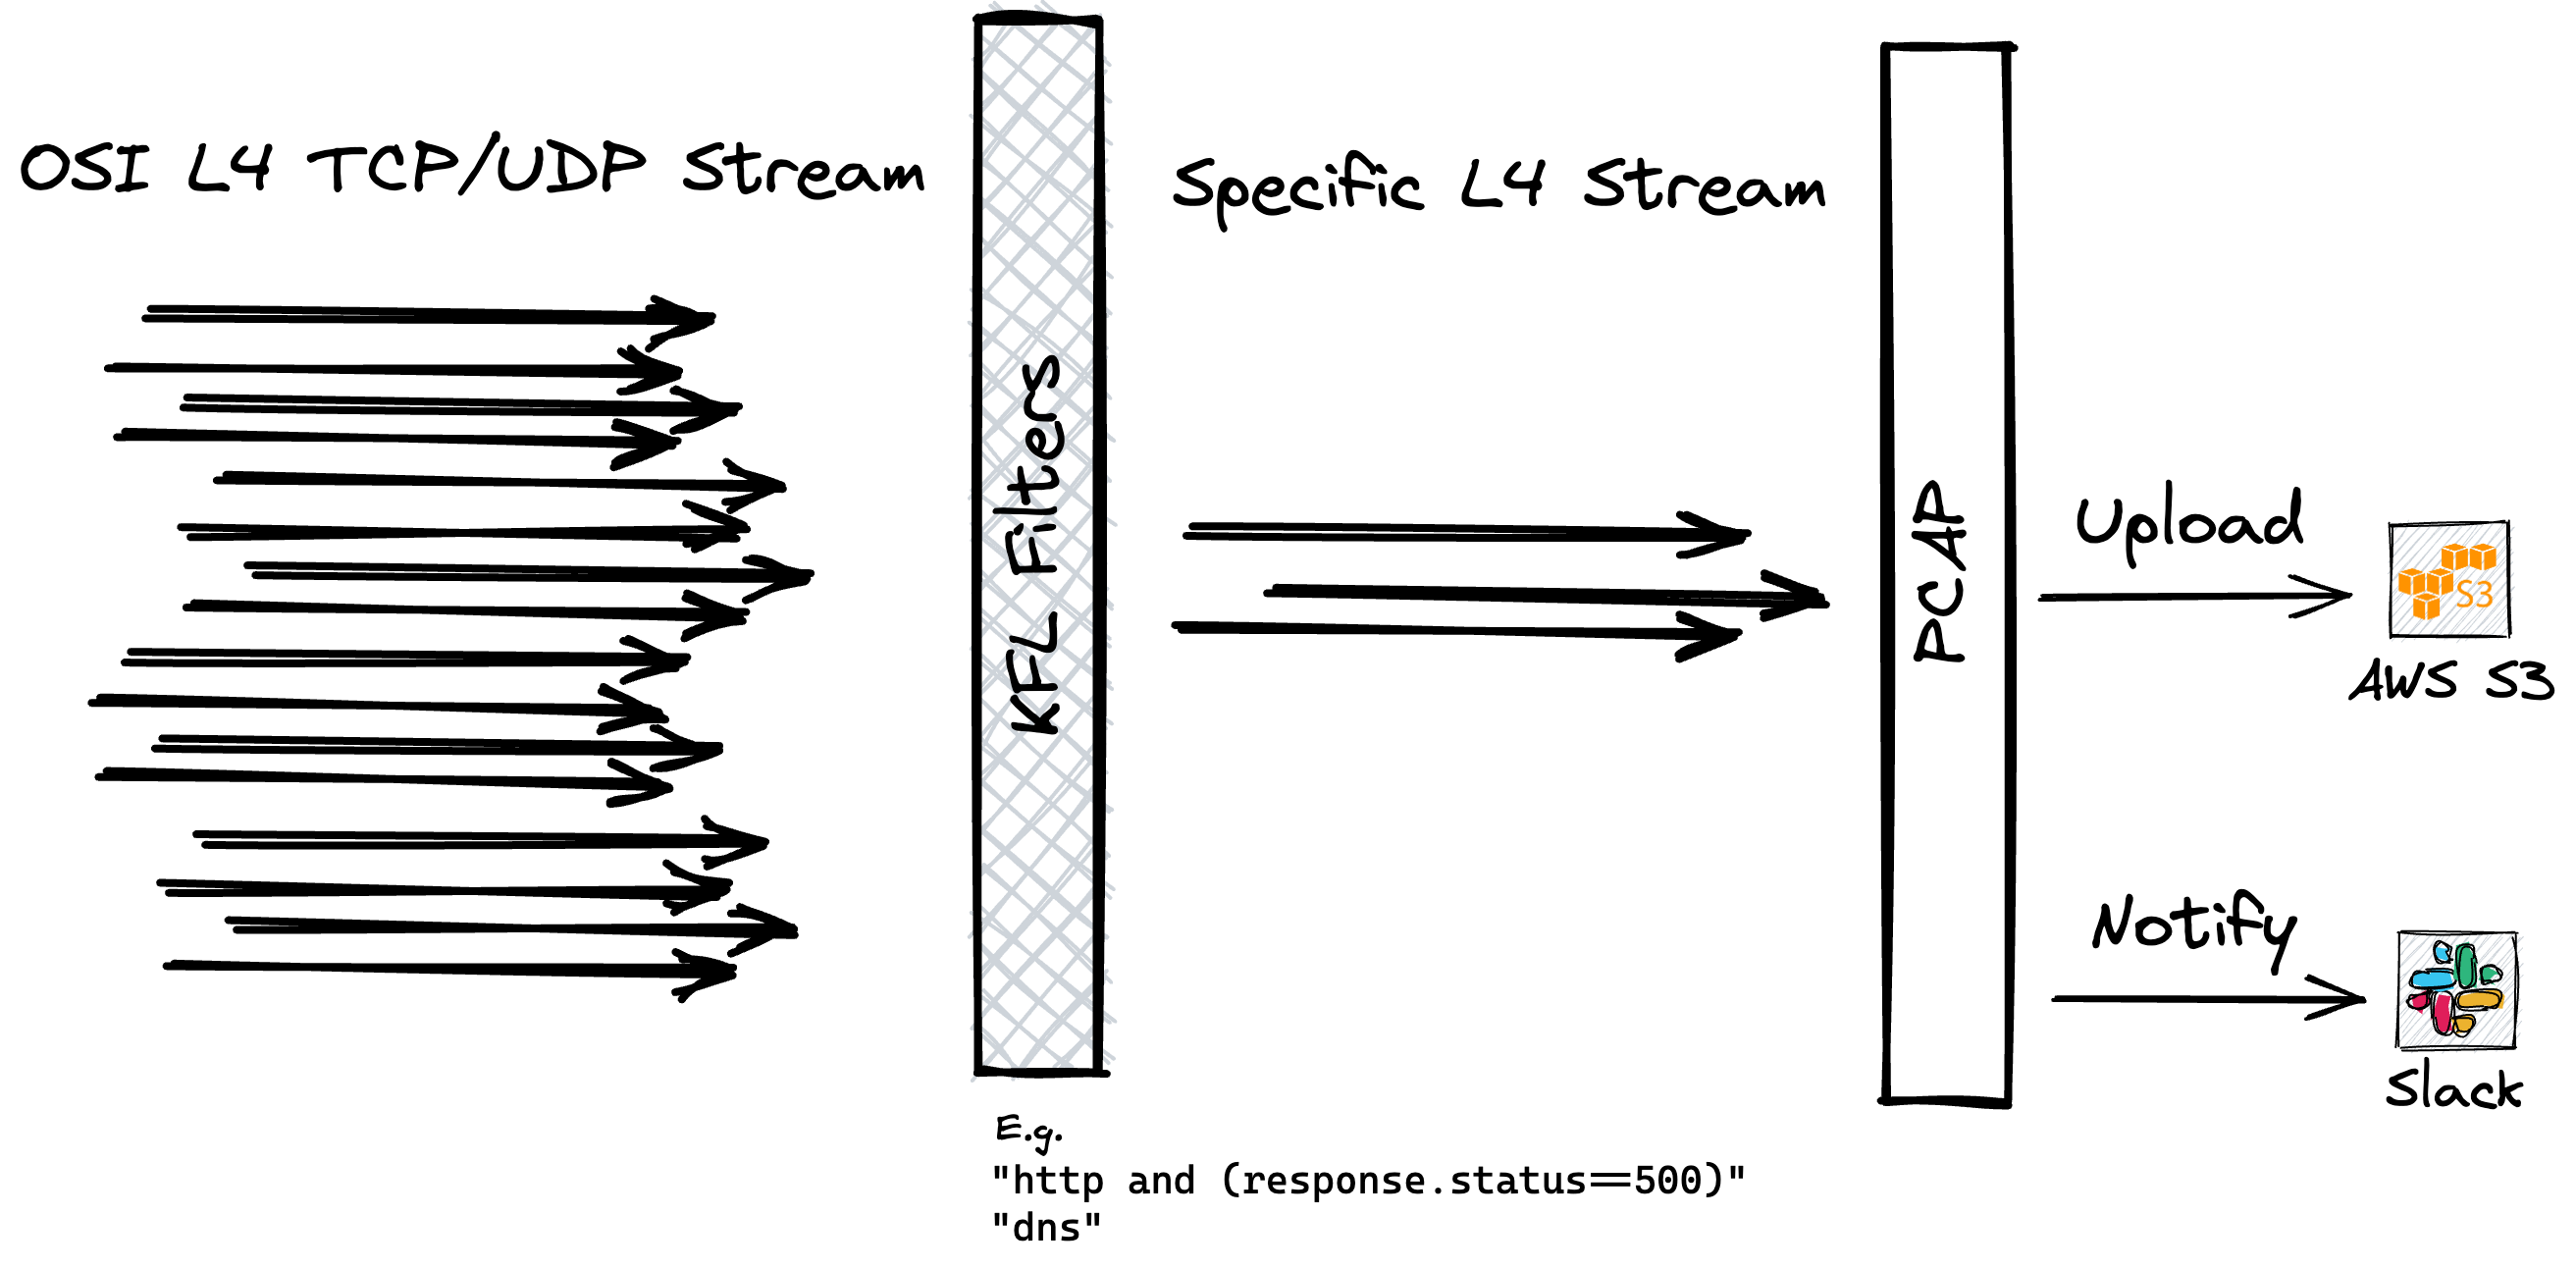 OSI L4 TCP/UDP Stream
KFL Filters
Specific L4 Stream
PCAP
Upload
S3
AWS S3
Notify
Slack
E.g.
"http and (response.status==500)"
"dns"